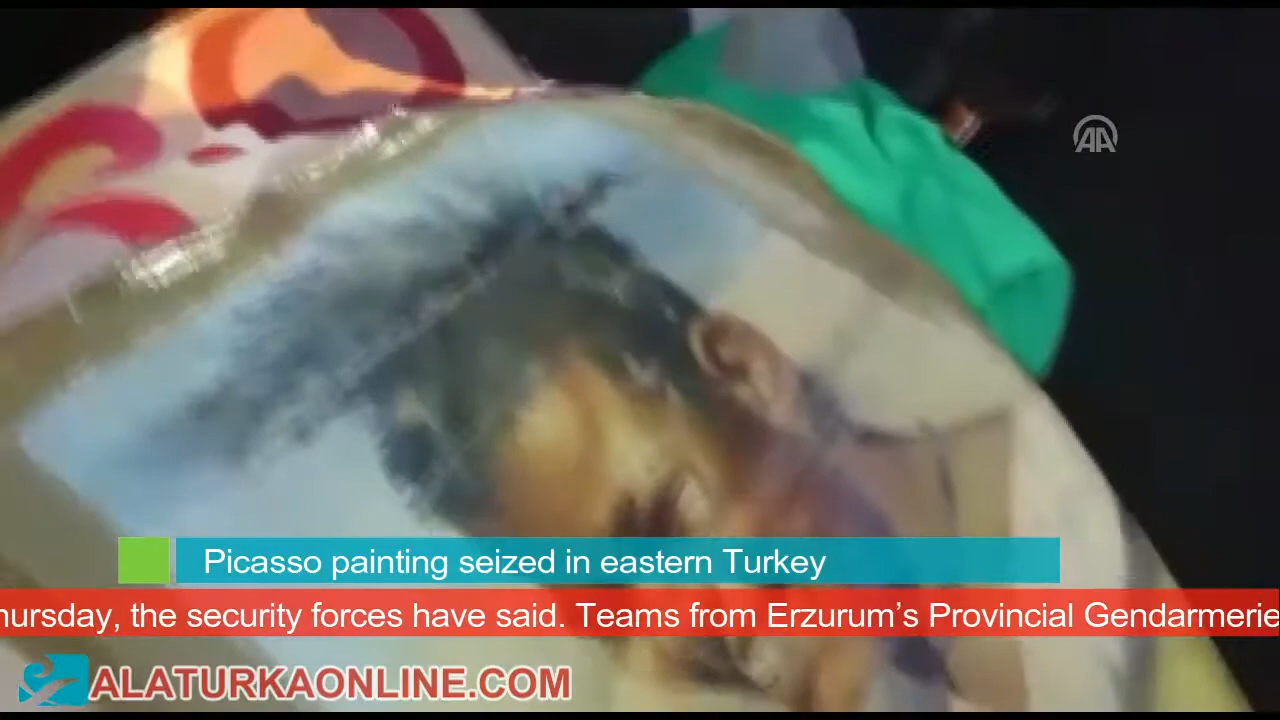 AA
Picasso painting seized in eastern Turkey
hursday, the security forces have said. Teams from Erzurum’s Provincial Gendarmerie
ALATURKAONLINE.COM